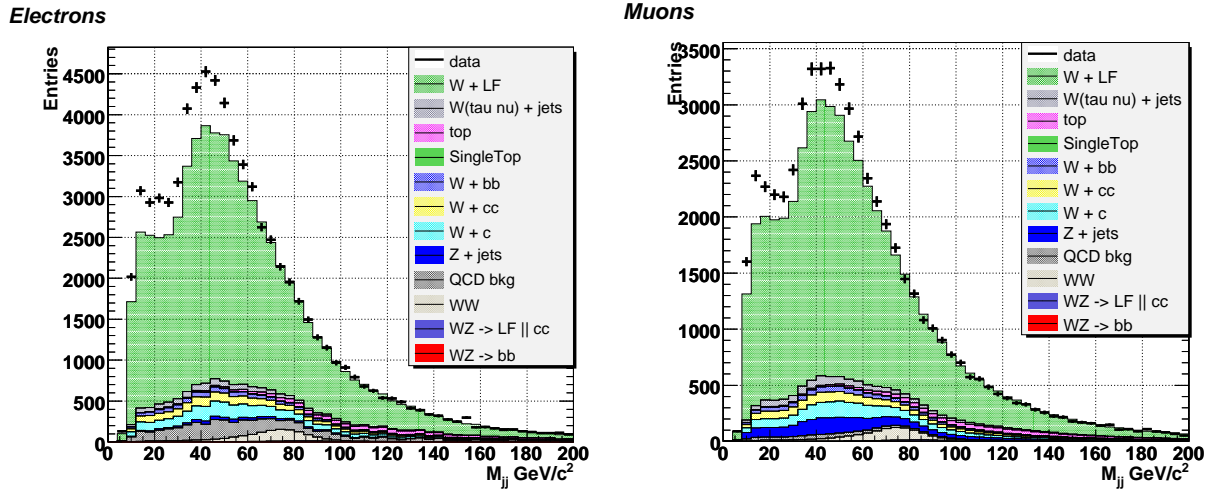 Electrons
Entries
4500
4000
3500
3000
2500
2000
1500
1000
500
0
0 20 40 60 80 100 120 140 160 180 200
M_jj GeV/c^2
data
W + LF
W(tau nu) + jets
top
SingleTop
W + bb
W + cc
W + c
Z + jets
QCD bkg
WW
WZ -> LF || cc
WZ -> bb
Muons
Entries
3500
3000
2500
2000
1500
1000
500
0
0 20 40 60 80 100 120 140 160 180 200
M_jj GeV/c^2
data
W + LF
W(tau nu) + jets
top
SingleTop
W + bb
W + cc
W + c
Z + jets
QCD bkg
WW
WZ -> LF || cc
WZ -> bb